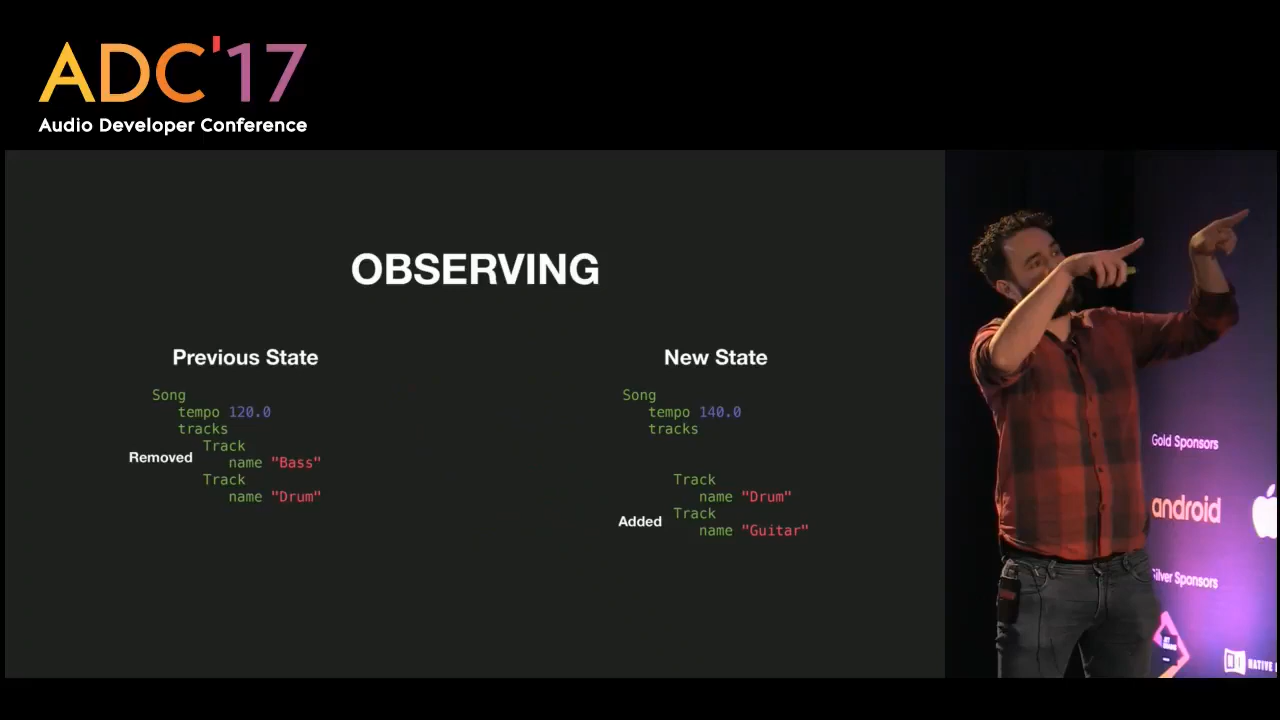 ADC'17
Audio Developer Conference
OBSERVING
Previous State
Song
tempo 120.0
tracks
Track
Removed
name "Bass"
Track
name "Drum"
New State
Song
tempo 140.0
tracks
Track
name "Drum"
Track
Added
name "Guitar"
Gold Sponsors
android
Silver Sponsors
NATIVE